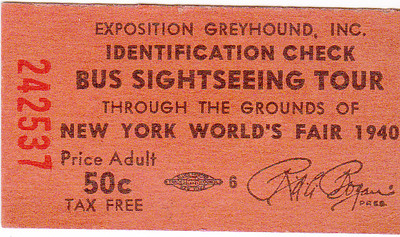 EXPOSITION GREYHOUND, INC.
IDENTIFICATION CHECK
BUS SIGHTSEEING TOUR
THROUGH THE GROUNDS OF
NEW YORK WORLD'S FAIR 1940
242537
Price Adult
50c
TAX FREE
6
PRES.